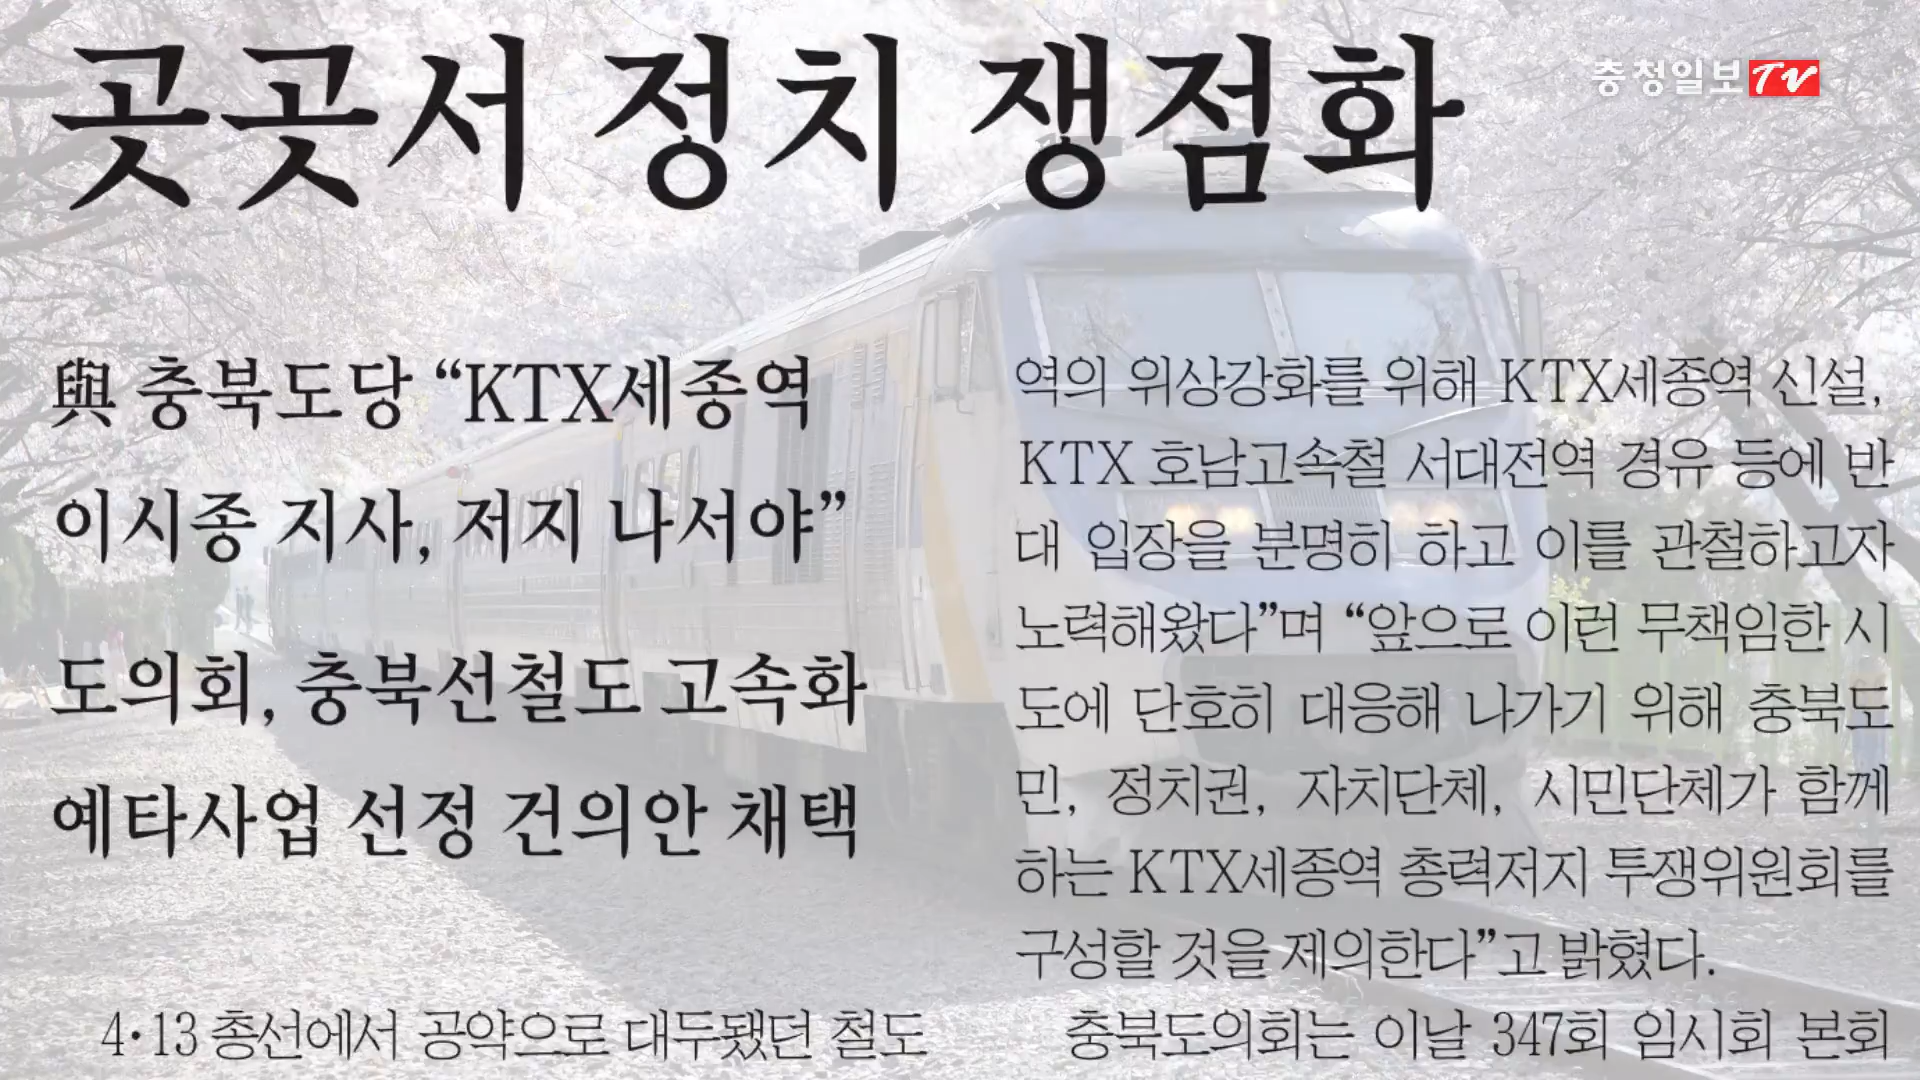 곳곳서 정치 쟁점화
충청일보TV
與 충북도당 “KTX세종역
이시종 지사, 저지 나서야”
도의회, 충북선철도 고속화
예타사업 선정 건의안 채택
4·13 총선에서 공약으로 대두됐던 철도
역의 위상강화를 위해 KTX세종역 신설,
KTX 호남고속철 서대전역 경유 등에 반
대 입장을 분명히 하고 이를 관철하고자
노력해왔다”며 “앞으로 이런 무책임한 시
도에 단호히 대응해 나가기 위해 충북도
민, 정치권, 자치단체, 시민단체가 함께
하는 KTX세종역 총력저지 투쟁위원회를
구성할 것을 제의한다”고 밝혔다.
충북도의회는 이날 347회 임시회 본회